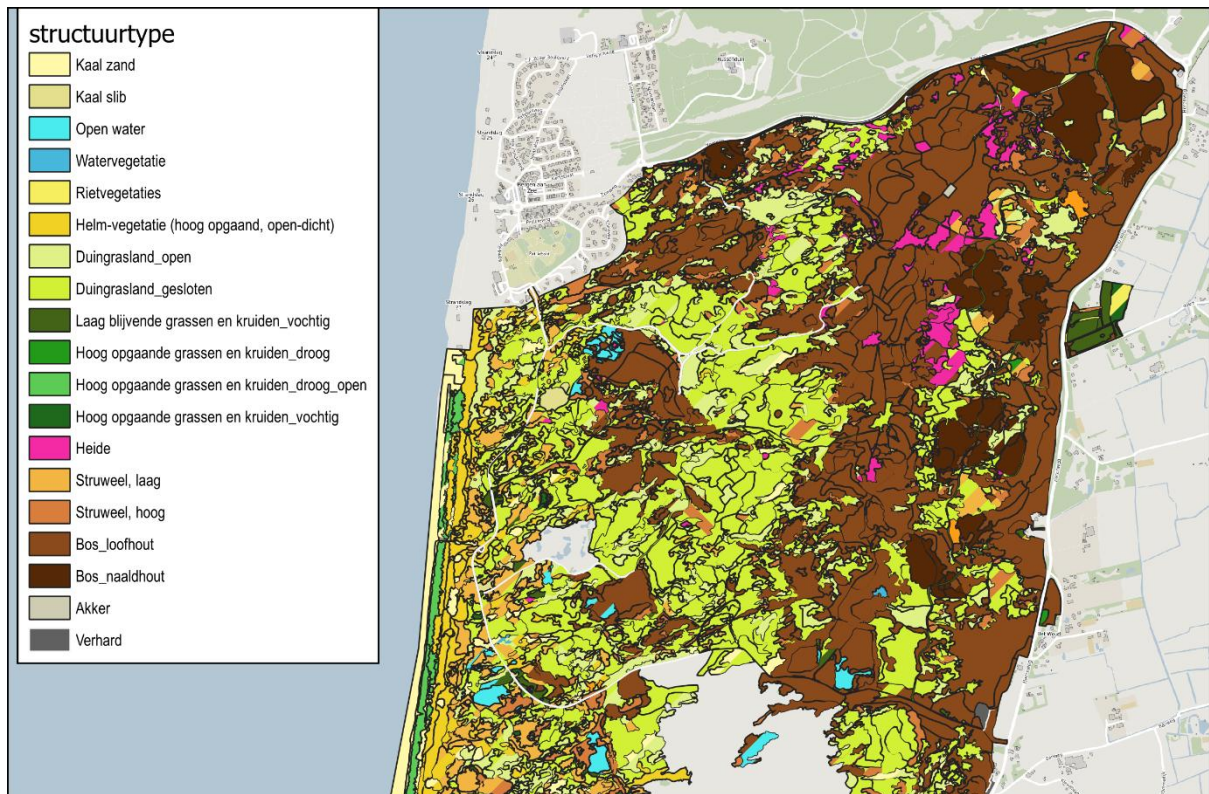 structuurtype
Kaal zand
Kaal slib
Open water
Watervegetatie
Rietvegetaties
Helm-vegetatie (hoog opgaand, open-dicht)
Duingrasland_open
Duingrasland_gesloten
Laag blijvende grassen en kruiden_vochtig
Hoog opgaande grassen en kruiden_droog
Hoog opgaande grassen en kruiden_droog_open
Hoog opgaande grassen en kruiden_vochtig
Heide
Struweel, laag
Struweel, hoog
Bos_loofhout
Bos_naaldhout
Akker
Verhard